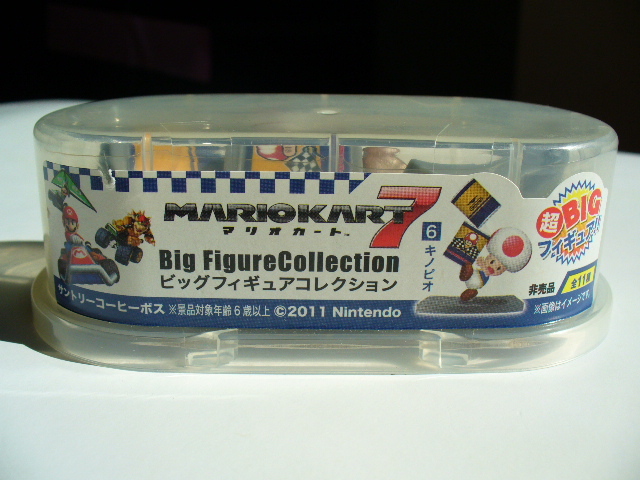 MARIOKART 7
マリオカート™
Big FigureCollection
ビッグフィギュアコレクション
サントリーコーヒーボス ※景品対象年齢6歳以上 ©2011 Nintendo
6
キノピオ
超BIG
フィギュア!!
非売品
全11種
※画像はイメージです。